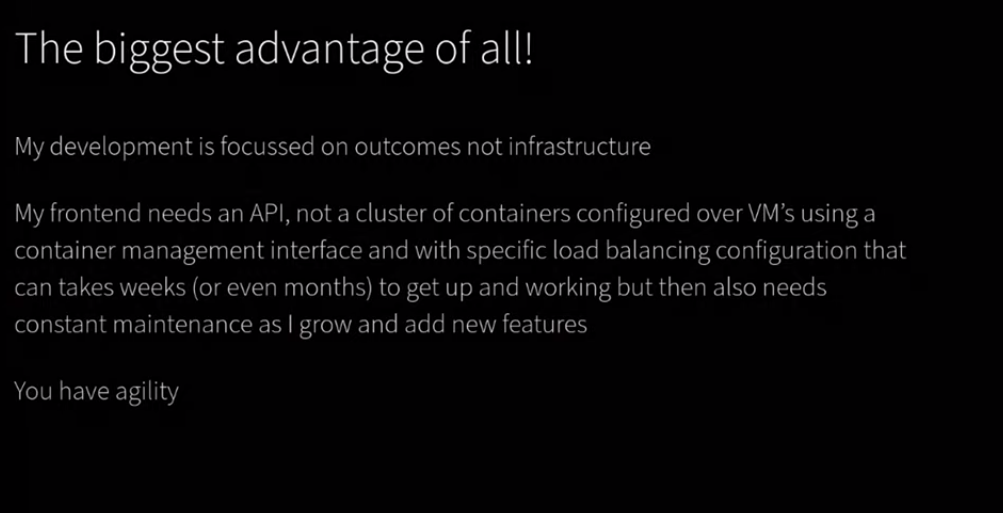 The biggest advantage of all!
My development is focussed on outcomes not infrastructure
My frontend needs an API, not a cluster of containers configured over VM's using a
container management interface and with specific load balancing configuration that
can takes weeks (or even months) to get up and working but then also needs
constant maintenance as I grow and add new features
You have agility